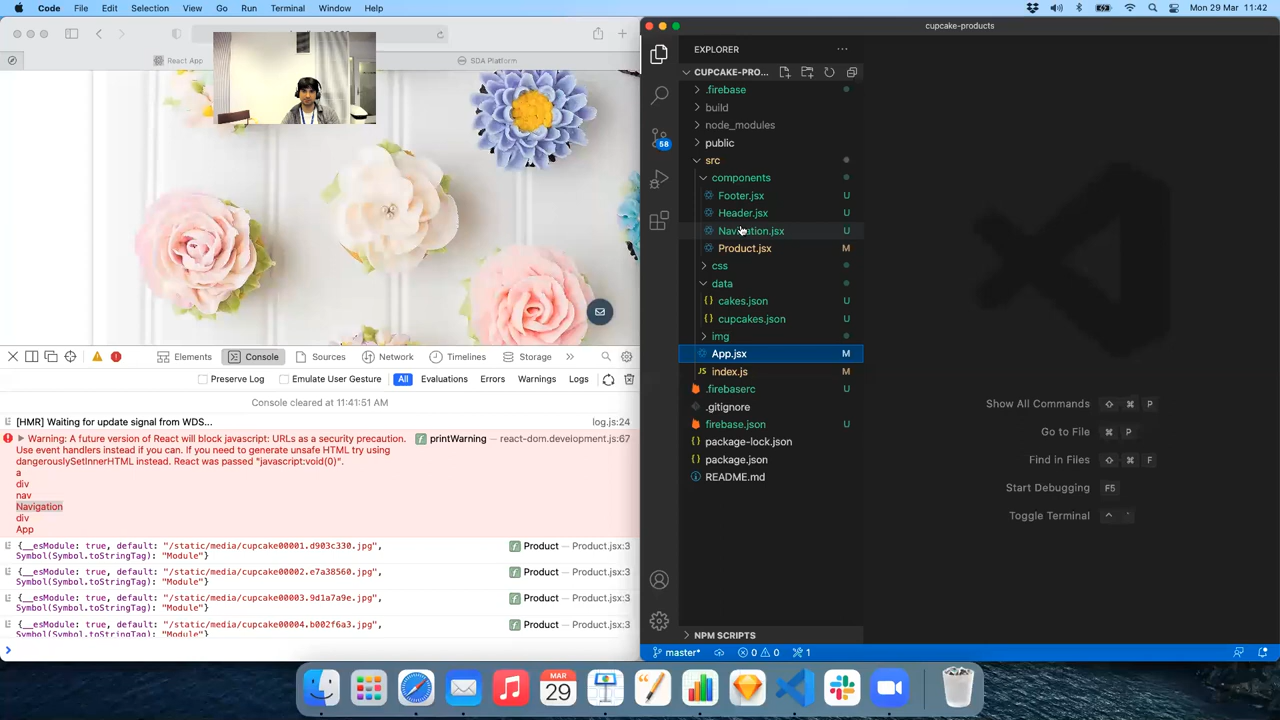 Code File Edit Selection View Go Run Terminal Window Help
Mon 29 Mar 11:42
React App
SDA Platform
Elements Console Sources Network Timelines Storage
Preserve Log Emulate User Gesture All Evaluations Errors Warnings Logs
Console cleared at 11:41:51 AM
[HMR] Waiting for update signal from WDS... log.js:24
Warning: A future version of React will block javascript: URLs as a security precaution. printWarning — react-dom.development.js:67
Use event handlers instead if you can. If you need to generate unsafe HTML try using
dangerouslySetInnerHTML instead. React was passed "javascript:void(0)".
a
div
nav
Navigation
div
App
{__esModule: true, default: "/static/media/cupcake00001.d903c330.jpg", Product — Product.jsx:3
Symbol(Symbol.toStringTag): "Module"}
{__esModule: true, default: "/static/media/cupcake00002.e7a38560.jpg", Product — Product.jsx:3
Symbol(Symbol.toStringTag): "Module"}
{__esModule: true, default: "/static/media/cupcake00003.9d1a7a9e.jpg", Product — Product.jsx:3
Symbol(Symbol.toStringTag): "Module"}
{__esModule: true, default: "/static/media/cupcake00004.b002f6a3.jpg", Product — Product.jsx:3
Symbol(Symbol.toStringTag): "Module"}
cupcake-products
EXPLORER
CUPCAKE-PRO...
.firebase
build
node_modules
public
src
components
Footer.jsx U
Header.jsx U
Navigation.jsx U
Product.jsx M
css
data
cakes.json U
cupcakes.json U
img
App.jsx M
JS index.js M
.firebaserc U
.gitignore
firebase.json U
package-lock.json
package.json
README.md
58
NPM SCRIPTS
Show All Commands ⇧ ⌘ P
Go to File ⌘ P
Find in Files ⇧ ⌘ F
Start Debugging F5
Toggle Terminal ⌃ `
master* 0 0 1
MAR
29